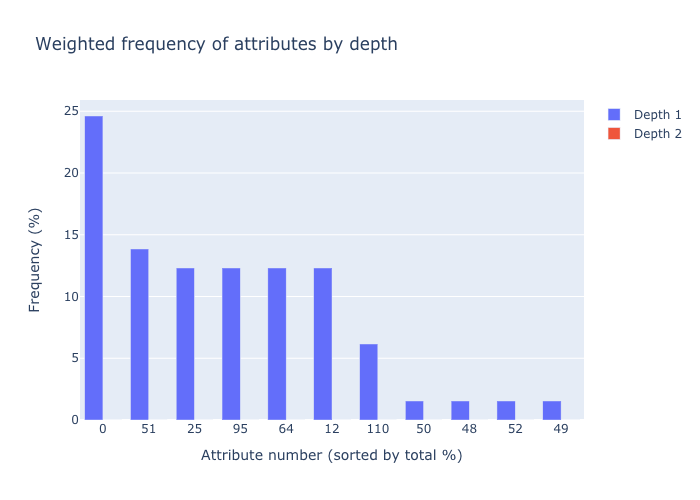 Weighted frequency of attributes by depth
25
20
15
10
5
0
Frequency (%)
0 51 25 95 64 12 110 50 48 52 49
Attribute number (sorted by total %)
Depth 1
Depth 2